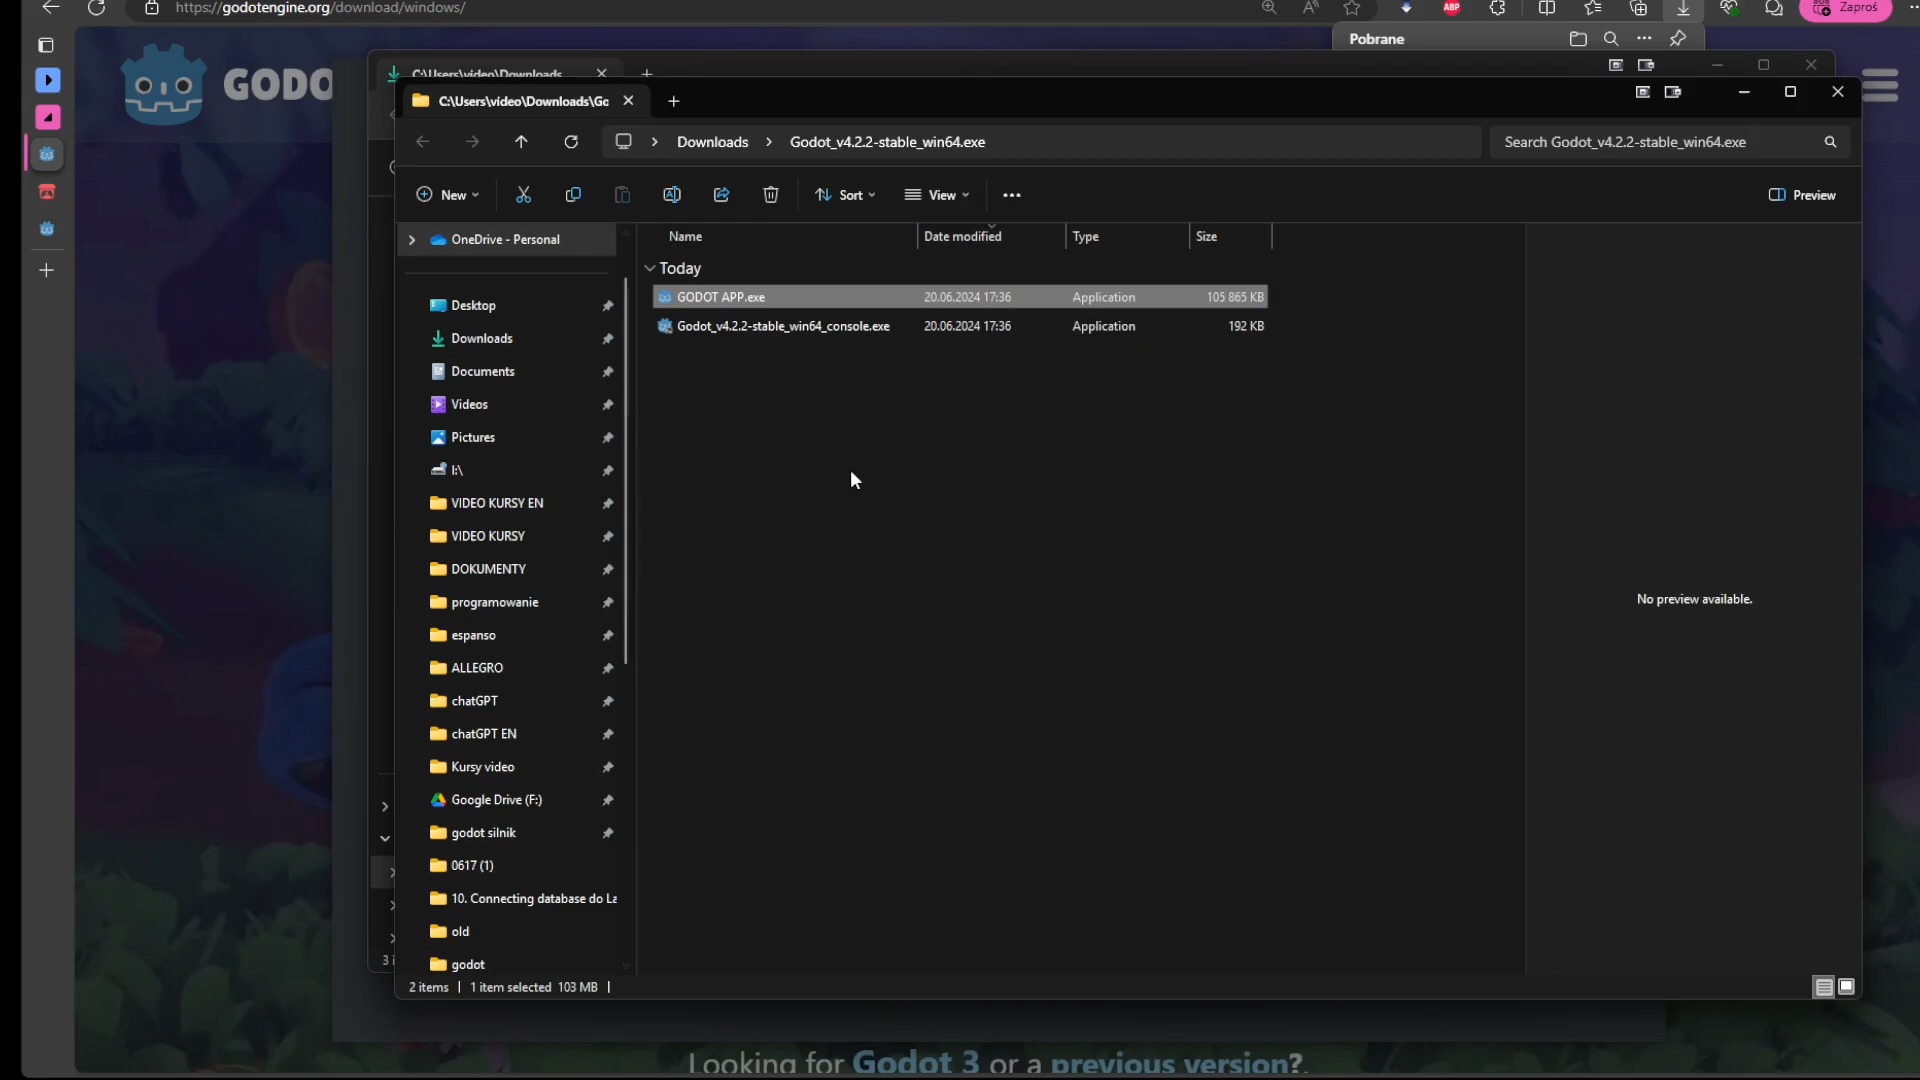 https://godotengine.org/download/windows/
Zaproś
Pobrane
GODO
C:\Users\video\Downloads
C:\Users\video\Downloads\Gc
Downloads > Godot_v4.2.2-stable_win64.exe
Search Godot_v4.2.2-stable_win64.exe
New
Sort
View
Preview
OneDrive - Personal
Name
Date modified
Type
Size
Today
GODOT APP.exe 20.06.2024 17:36 Application 105 865 KB
Godot_v4.2.2-stable_win64_console.exe 20.06.2024 17:36 Application 192 KB
Desktop
Downloads
Documents
Videos
Pictures
I:\
VIDEO KURSY EN
VIDEO KURSY
DOKUMENTY
programowanie
espanso
ALLEGRO
chatGPT
chatGPT EN
Kursy video
Google Drive (F:)
godot silnik
0617 (1)
10. Connecting database do La
old
godot
No preview available.
3 i
2 items
1 item selected 103 MB
Looking for Godot 3 or a previous version?